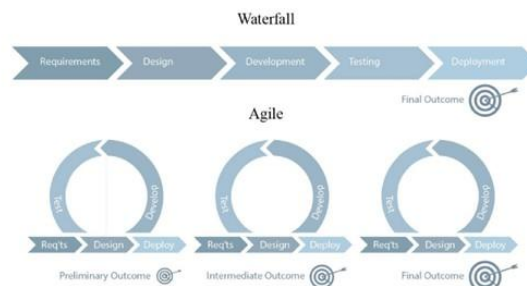 Waterfall
Requirements Design Development Testing Deployment
Final Outcome
Agile
Test Develop Test Develop Test Develop
Req'ts Design Deploy Req'ts Design Deploy Req'ts Design Deploy
Preliminary Outcome Intermediate Outcome Final Outcome